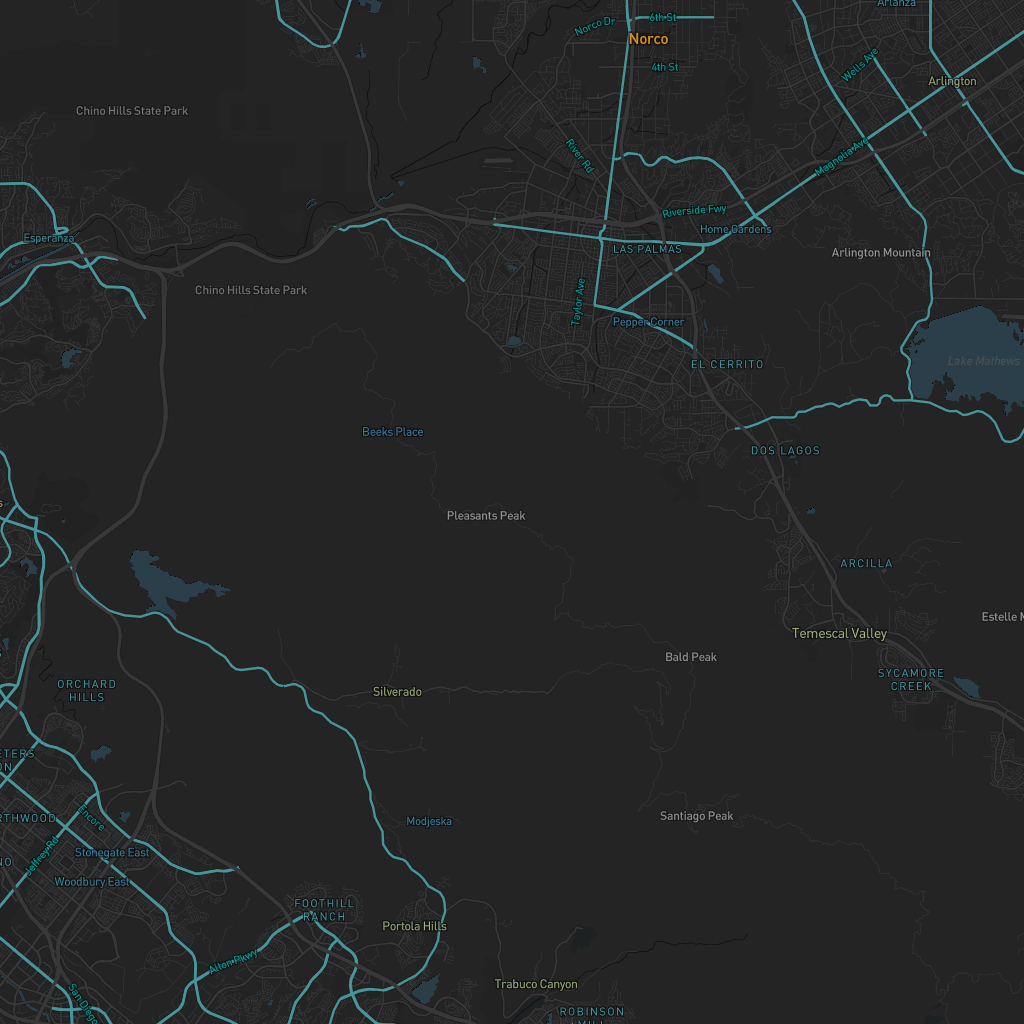 Arlanza
6th St
Norco Dr
Norco
4th St
Wells Ave
Arlington
Chino Hills State Park
River Rd
Magnolia Ave
Riverside Fwy
Home Gardens
Esperanza
LAS PALMAS
Arlington Mountain
Chino Hills State Park
Taylor Ave
Pepper Corner
Lake Mathews
EL CERRITO
Beeks Place
DOS LAGOS
Pleasants Peak
ARCILLA
Temescal Valley
Bald Peak
SYCAMORE
CREEK
ORCHARD
HILLS
Silverado
Santiago Peak
Modjeska
Encore
Jeffrey Rd
Stonegate East
Woodbury East
FOOTHILL
RANCH
Portola Hills
Alton Pkwy
San Diego
Trabuco Canyon
ROBINSON